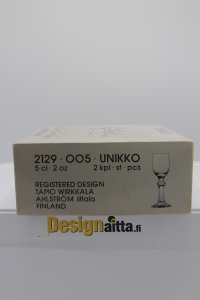 2129 · OO5 · UNIKKO
5 cl · 2 oz 2 kpl · st · pcs
REGISTERED DESIGN
TAPIO WIRKKALA
AHLSTRÖM iittala
FINLAND
Designaitta.fi